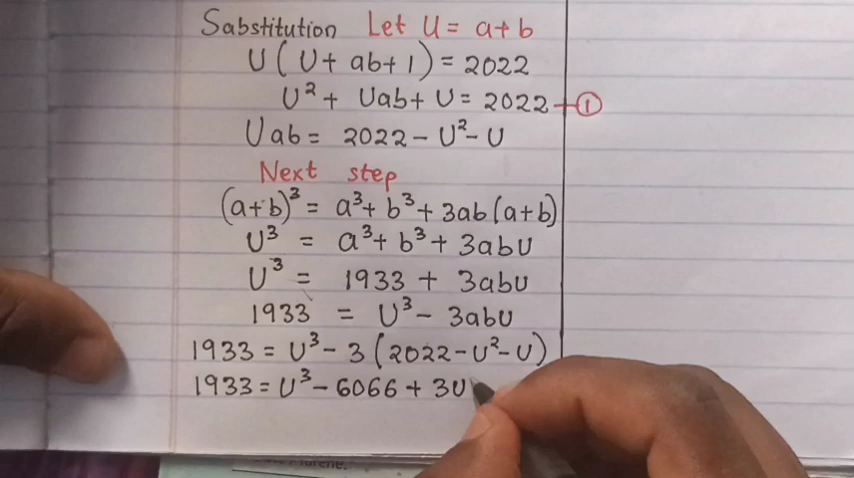 Sabstitution Let U = a+b
U(U+ ab+1) = 2022
U² + Uab + U = 2022 - ①
Uab = 2022 - U² - U
Next step
(a+b)³ = a³ + b³ + 3ab(a+b)
U³ = a³ + b³ + 3abU
U³ = 1933 + 3abU
1933 = U³ - 3abU
1933 = U³ - 3(2022 - U² - U)
1933 = U³ - 6066 + 3U